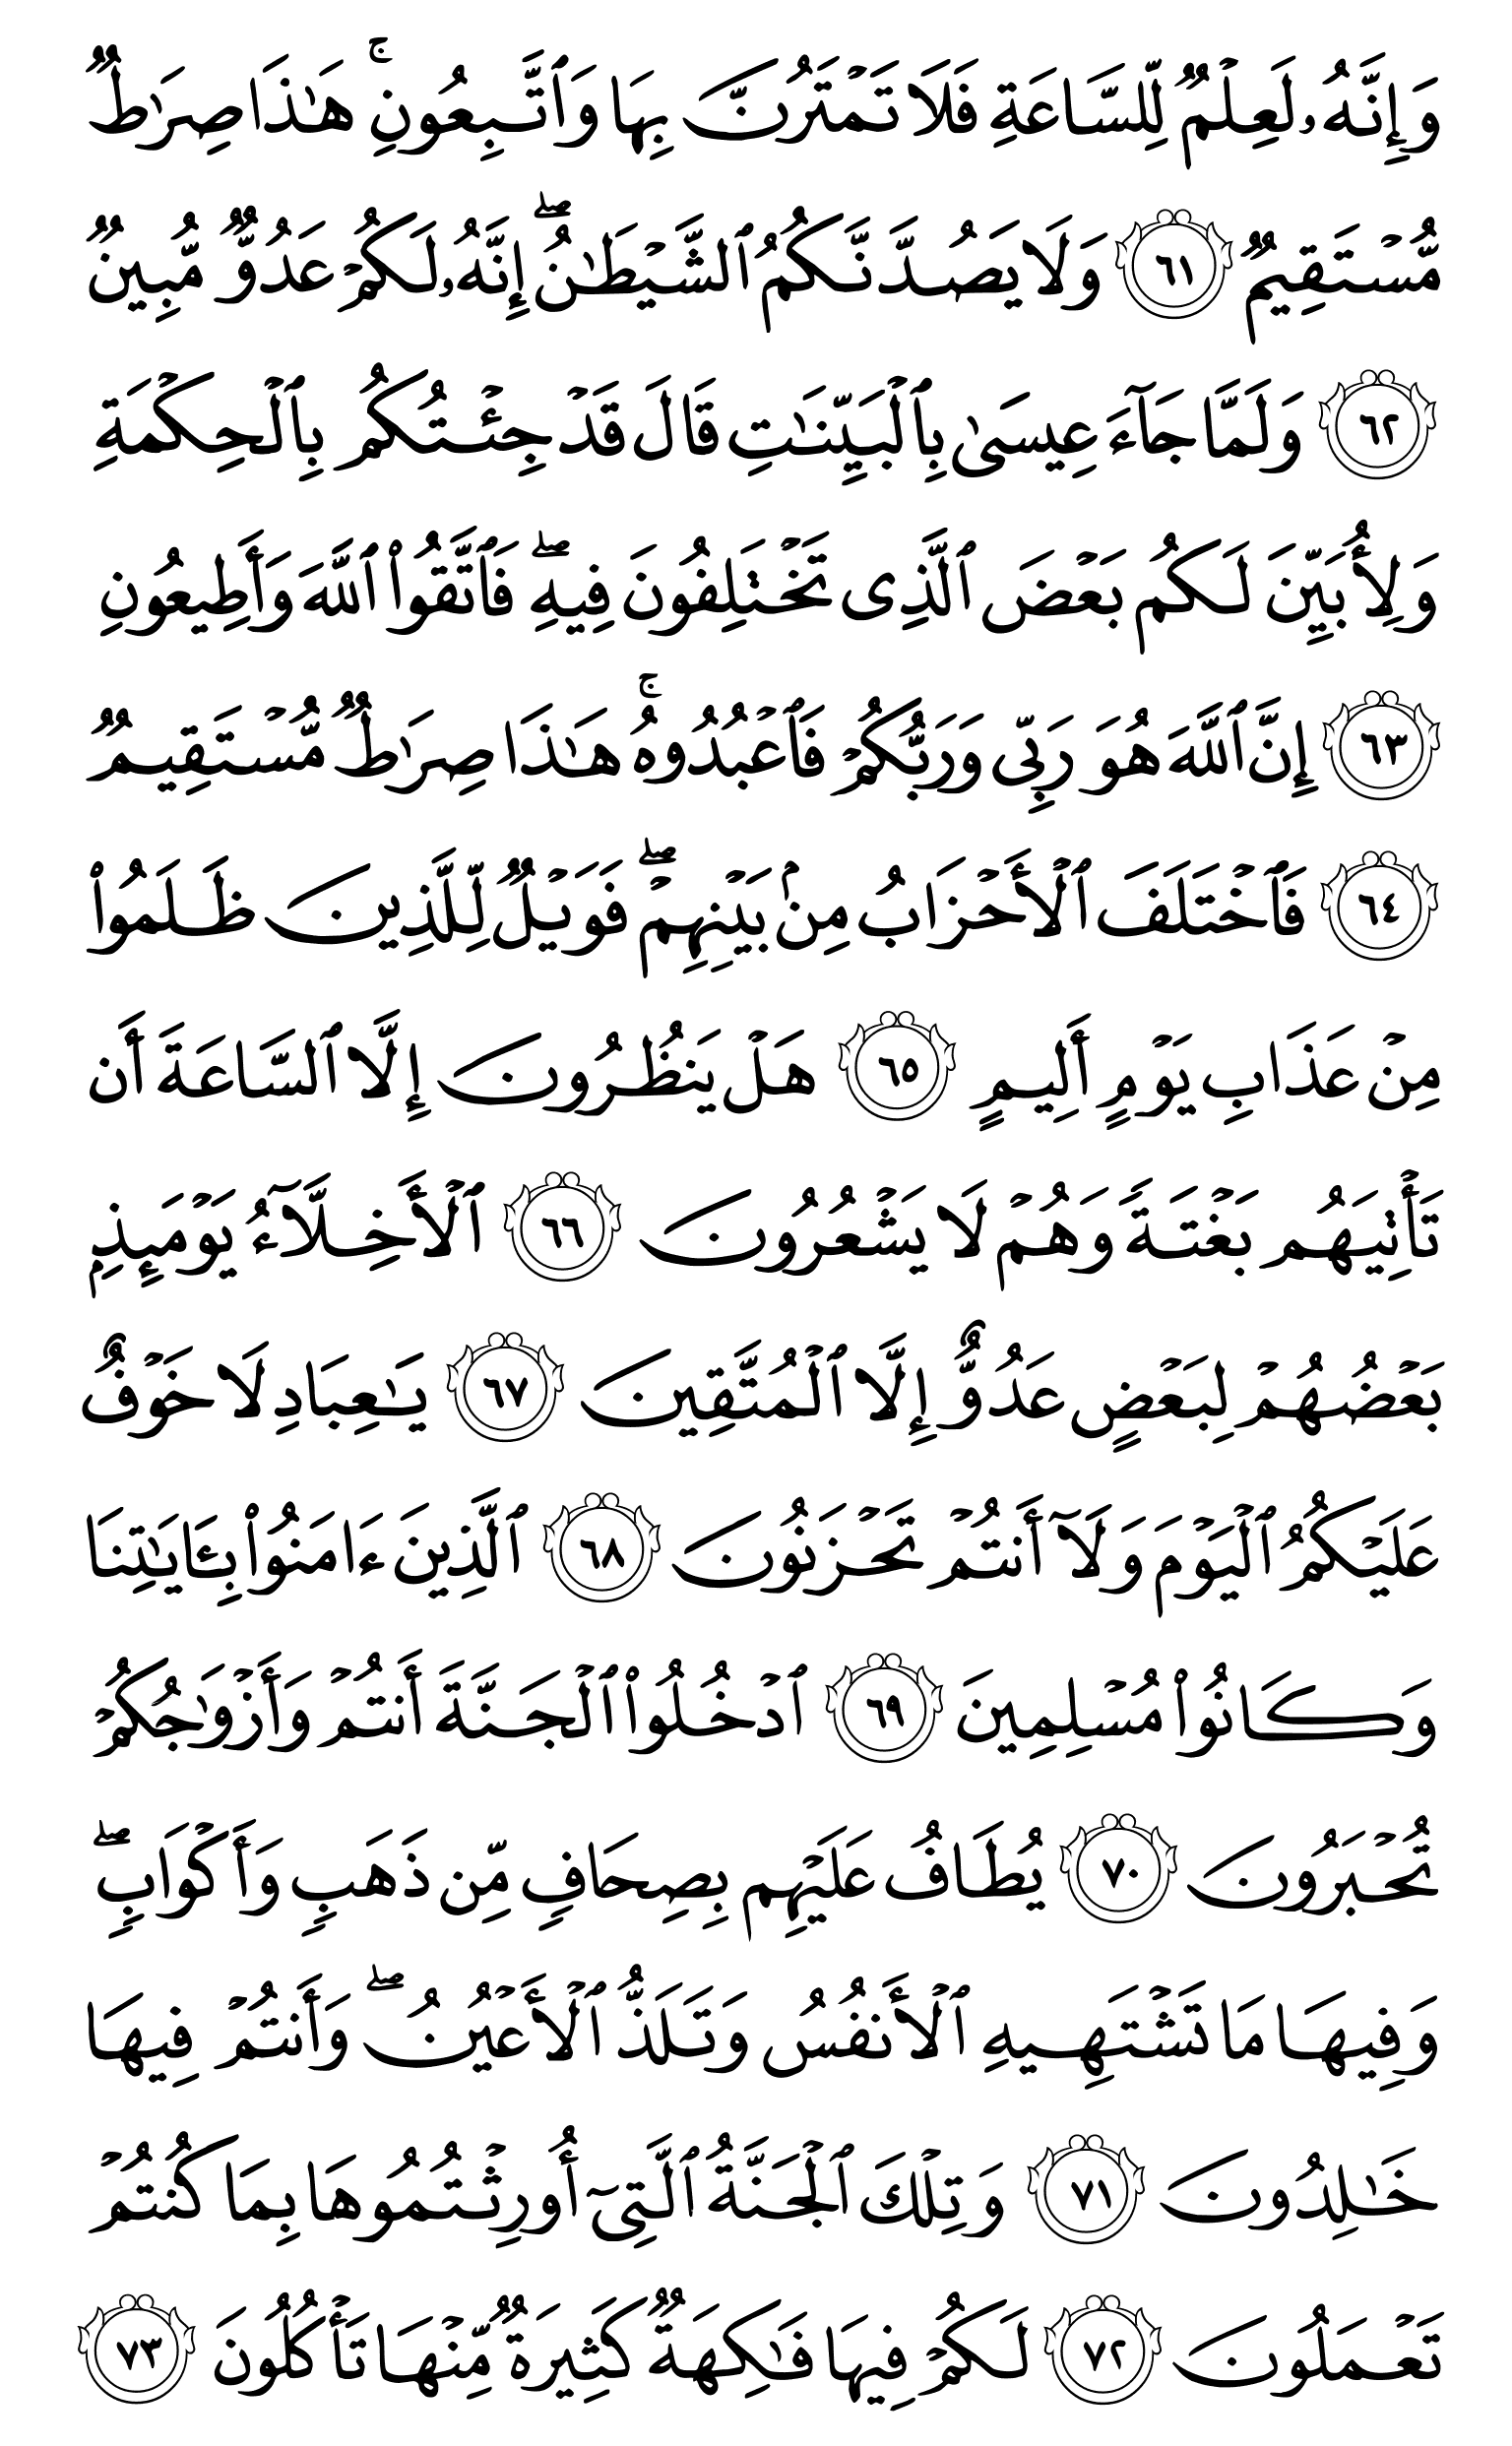 وَإِنَّهُۥ لَعِلْمٌ لِّلسَّاعَةِ فَلَا تَمْتَرُنَّ بِهَا وَٱتَّبِعُونِ ۚ هَـٰذَا صِرَٰطٌ
مُّسْتَقِيمٌ ٦١ وَلَا يَصُدَّنَّكُمُ ٱلشَّيْطَـٰنُ ۖ إِنَّهُۥ لَكُمْ عَدُوٌّ مُّبِينٌ
٦٢ وَلَمَّا جَآءَ عِيسَىٰ بِٱلْبَيِّنَـٰتِ قَالَ قَدْ جِئْتُكُم بِٱلْحِكْمَةِ
وَلِأُبَيِّنَ لَكُم بَعْضَ ٱلَّذِى تَخْتَلِفُونَ فِيهِ ۖ فَٱتَّقُوا۟ ٱللَّهَ وَأَطِيعُونِ
٦٣ إِنَّ ٱللَّهَ هُوَ رَبِّى وَرَبُّكُمْ فَٱعْبُدُوهُ ۚ هَـٰذَا صِرَٰطٌ مُّسْتَقِيمٌ
٦٤ فَٱخْتَلَفَ ٱلْأَحْزَابُ مِنۢ بَيْنِهِمْ ۖ فَوَيْلٌ لِّلَّذِينَ ظَلَمُوا۟
مِنْ عَذَابِ يَوْمٍ أَلِيمٍ ٦٥ هَلْ يَنظُرُونَ إِلَّا ٱلسَّاعَةَ أَن
تَأْتِيَهُم بَغْتَةً وَهُمْ لَا يَشْعُرُونَ ٦٦ ٱلْأَخِلَّآءُ يَوْمَئِذٍۭ
بَعْضُهُمْ لِبَعْضٍ عَدُوٌّ إِلَّا ٱلْمُتَّقِينَ ٦٧ يَـٰعِبَادِ لَا خَوْفٌ
عَلَيْكُمُ ٱلْيَوْمَ وَلَآ أَنتُمْ تَحْزَنُونَ ٦٨ ٱلَّذِينَ ءَامَنُوا۟ بِـَٔايَـٰتِنَا
وَكَانُوا۟ مُسْلِمِينَ ٦٩ ٱدْخُلُوا۟ ٱلْجَنَّةَ أَنتُمْ وَأَزْوَٰجُكُمْ
تُحْبَرُونَ ٧٠ يُطَافُ عَلَيْهِم بِصِحَافٍ مِّن ذَهَبٍ وَأَكْوَابٍ ۖ
وَفِيهَا مَا تَشْتَهِيهِ ٱلْأَنفُسُ وَتَلَذُّ ٱلْأَعْيُنُ ۖ وَأَنتُمْ فِيهَا
خَـٰلِدُونَ ٧١ وَتِلْكَ ٱلْجَنَّةُ ٱلَّتِىٓ أُورِثْتُمُوهَا بِمَا كُنتُمْ
تَعْمَلُونَ ٧٢ لَكُمْ فِيهَا فَـٰكِهَةٌ كَثِيرَةٌ مِّنْهَا تَأْكُلُونَ ٧٣